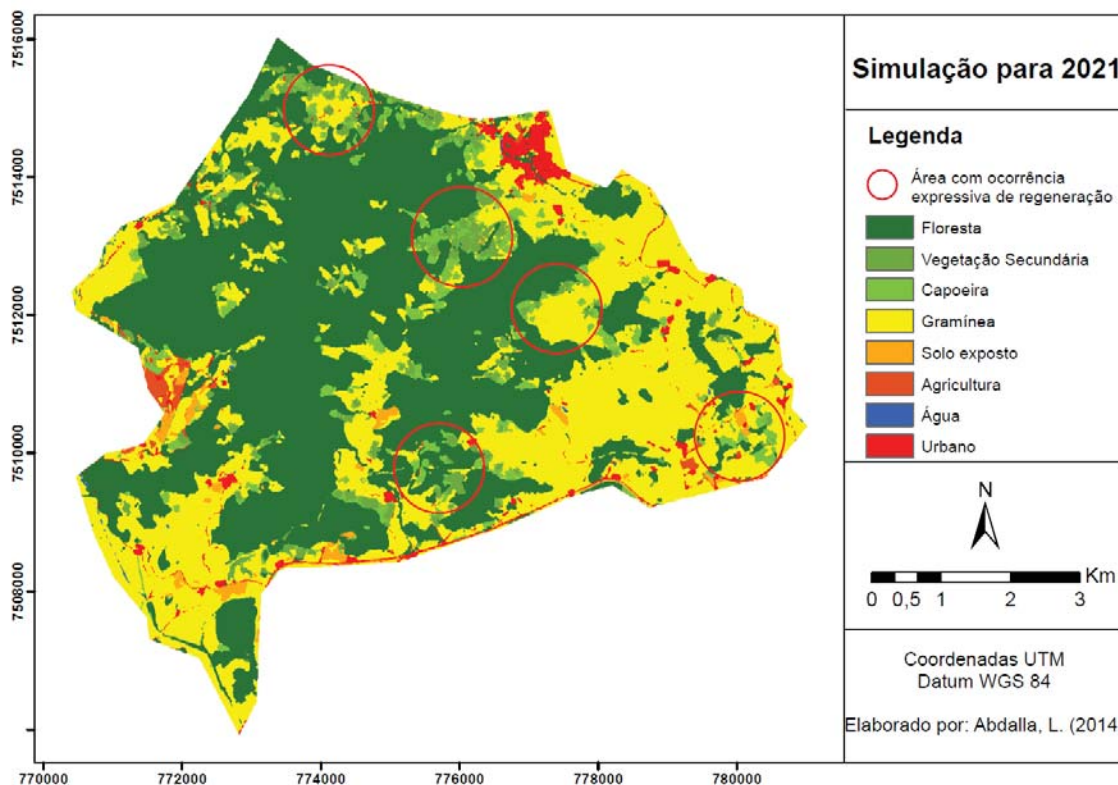 Simulação para 2021
Legenda
Área com ocorrência
expressiva de regeneração
Floresta
Vegetação Secundária
Capoeira
Gramínea
Solo exposto
Agricultura
Água
Urbano
N
Km
0 0,5 1 2 3
Coordenadas UTM
Datum WGS 84
Elaborado por: Abdalla, L. (2014
7516000
7514000
7512000
7510000
7508000
770000 772000 774000 776000 778000 780000